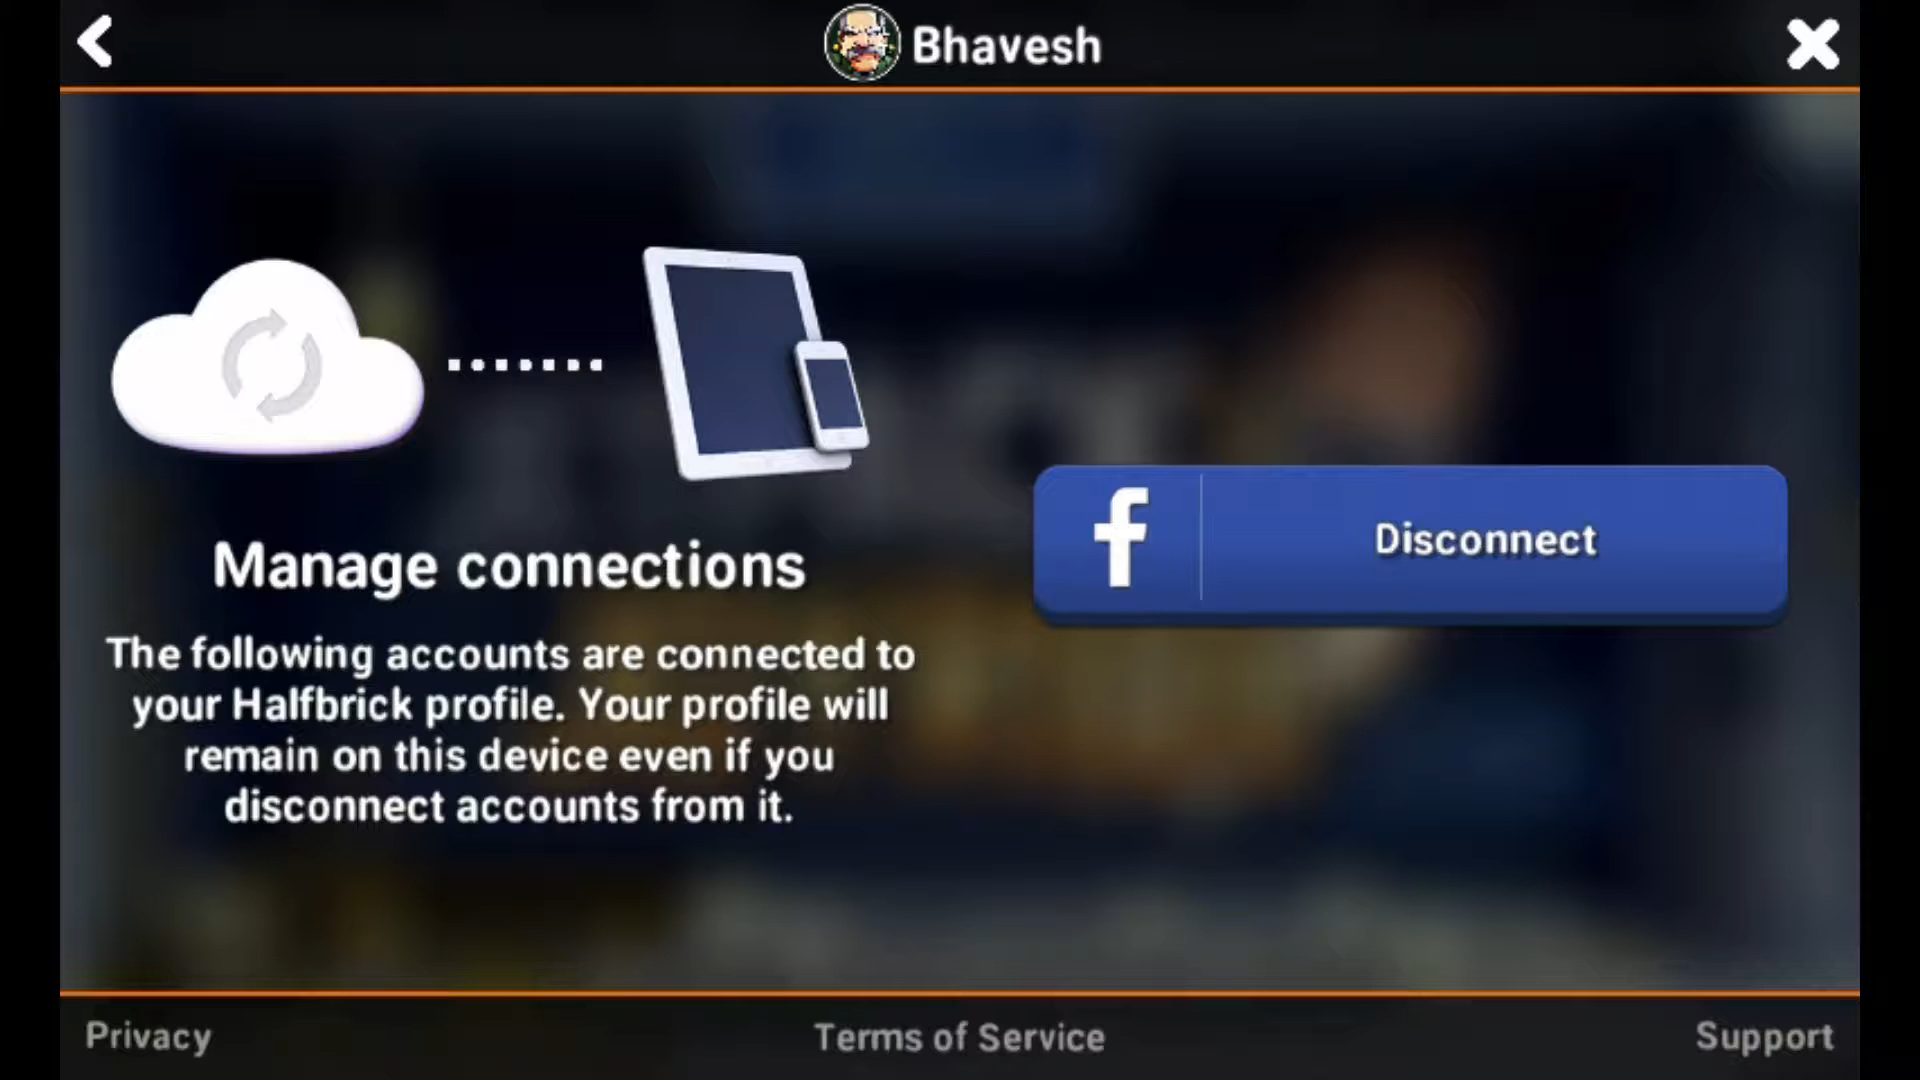 Bhavesh
Manage connections
The following accounts are connected to
your Halfbrick profile. Your profile will
remain on this device even if you
disconnect accounts from it.
f
Disconnect
Privacy
Terms of Service
Support